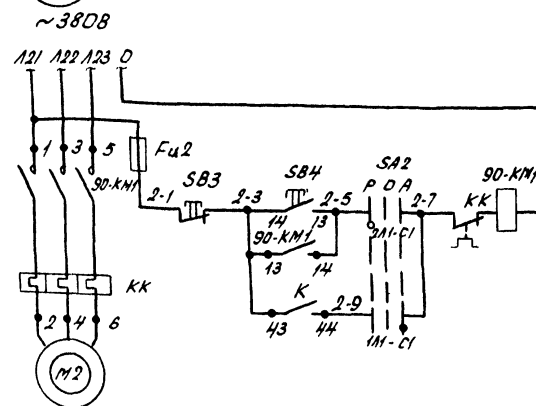 ~380В
Л21 Л22 Л23 0
1 3 5
Fu2
90-КМ1
2-1
SB3
2-3
SB4
14 13
2-5
SA2
Р О А
2-7
КК
90-КМ1
2Л1-С1
90-КМ1
13 14
КК
К
43 44
2-9
1Л1-С1
2 4 6
М2